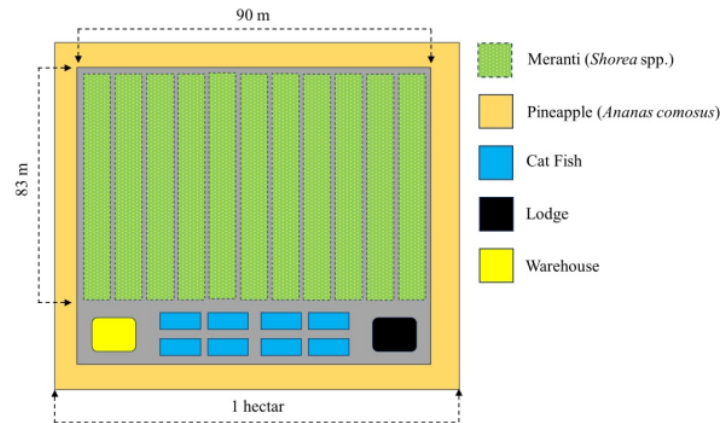 90 m
83 m
1 hectar
Meranti (Shorea spp.)
Pineapple (Ananas comosus)
Cat Fish
Lodge
Warehouse